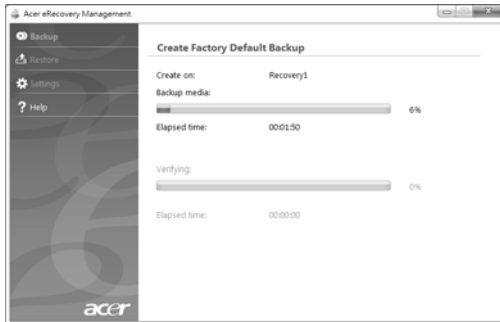 Acer eRecovery Management
Backup
Restore
Settings
Help
Create Factory Default Backup
Create on: Recovery1
Backup media:
6%
Elapsed time: 00:01:50
Verifying:
0%
Elapsed time: 00:00:00
acer